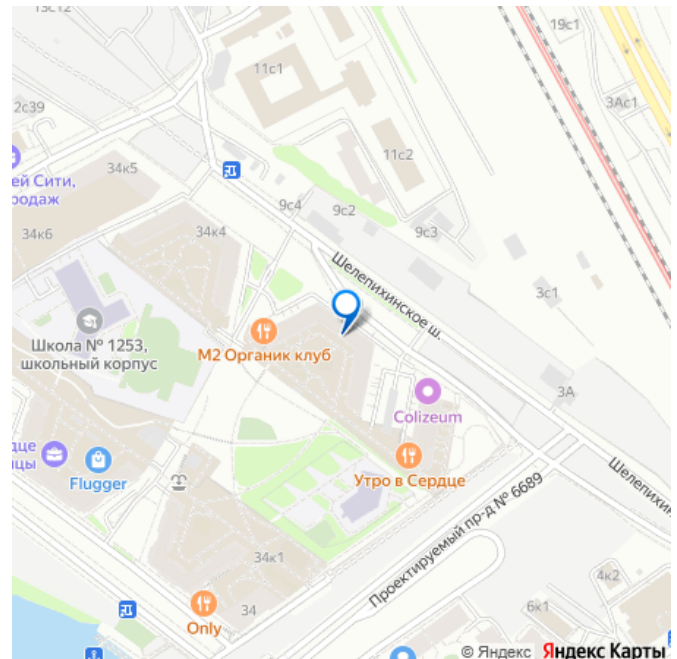 13с12
19с1
11с1
2с39
3Ас1
34к5
11с2
ей Сити,
родаж
9с4
9с2
34к6
34к4
9с3
Шелепихинское ш.
3с1
Школа № 1253,
школьный корпус
М2 Органик клуб
3А
Colizeum
дце
цы
Flugger
Утро в Сердце
Шелепихин
Проектируемый пр-д № 6689
34к1
4к2
34
6к1
Only
© Яндекс Яндекс Карты